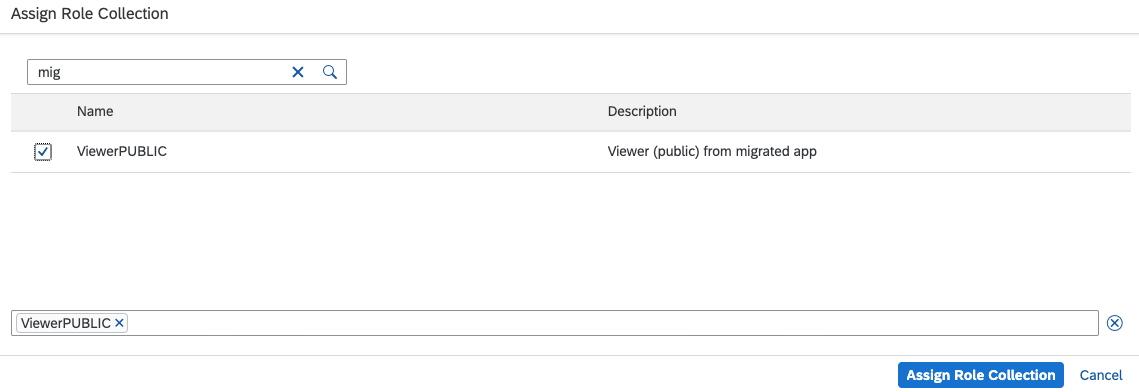 Assign Role Collection
mig
Name Description
ViewerPUBLIC Viewer (public) from migrated app
ViewerPUBLIC
Assign Role Collection Cancel